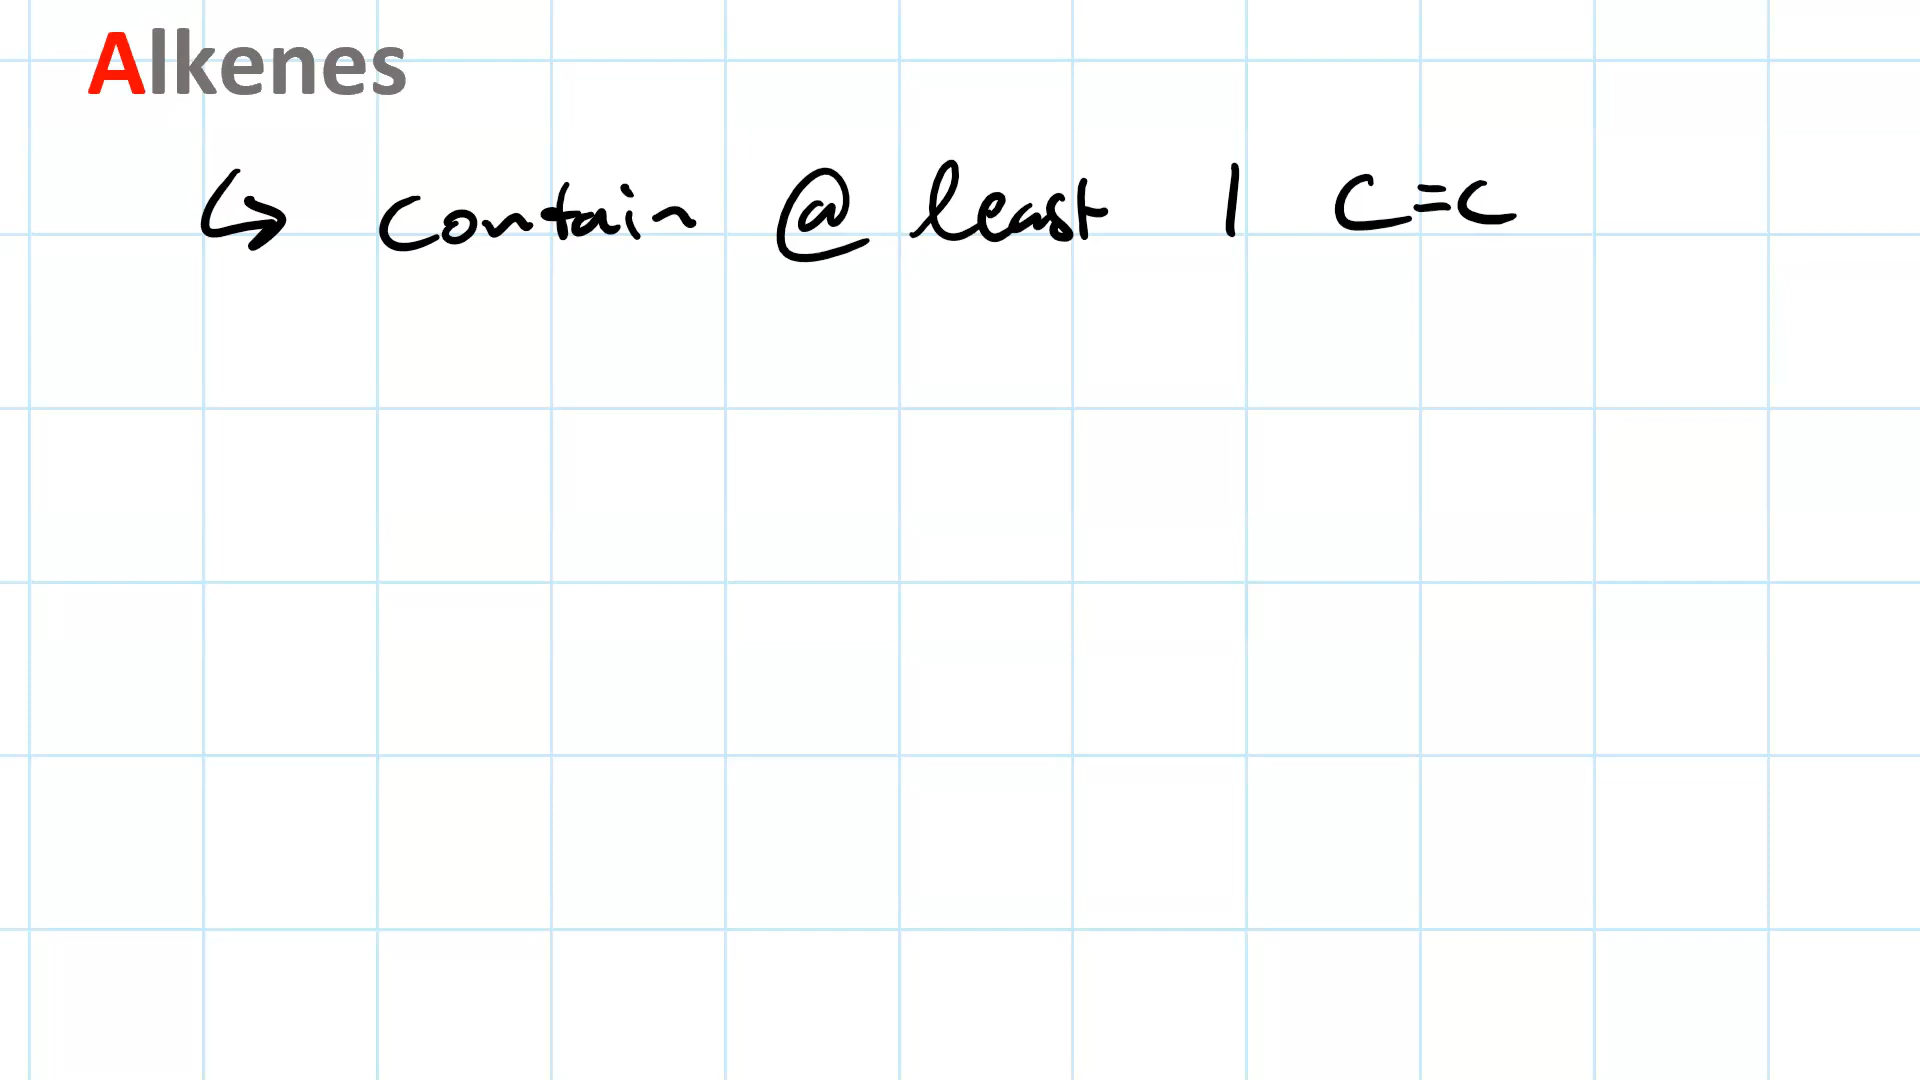 Alkenes
↳ contain @ least 1 C=C